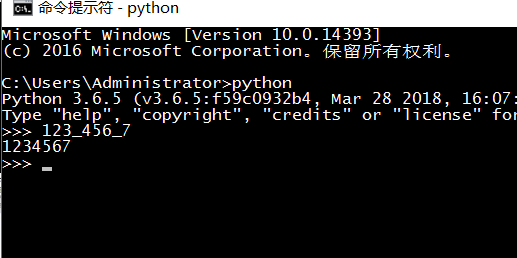 命令提示符 - python
Microsoft Windows [Version 10.0.14393]
(c) 2016 Microsoft Corporation。保留所有权利。
C:\Users\Administrator>python
Python 3.6.5 (v3.6.5:f59c0932b4, Mar 28 2018, 16:07:
Type "help", "copyright", "credits" or "license" for
>>> 123_456_7
1234567
>>> _